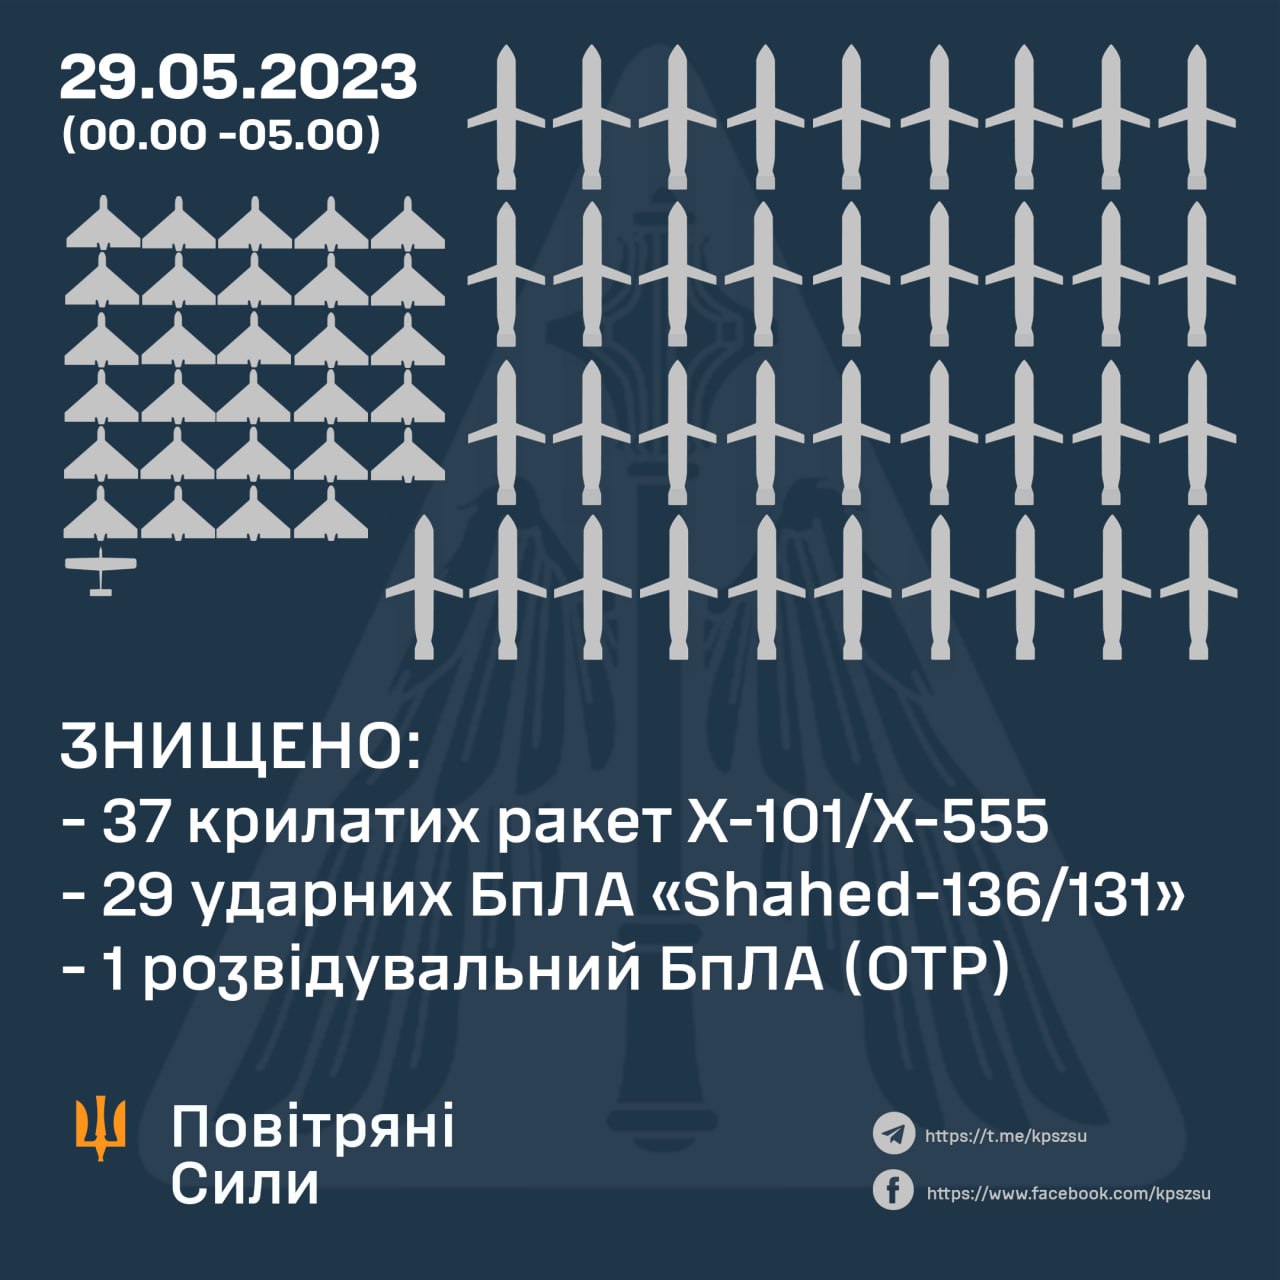 29.05.2023
(00.00 -05.00)
ЗНИЩЕНО:
- 37 крилатих ракет Х-101/Х-555
- 29 ударних БпЛА «Shahed-136/131»
- 1 розвідувальний БпЛА (ОТР)
Повітряні
Сили
https://t.me/kpszsu
https://www.facebook.com/kpszsu